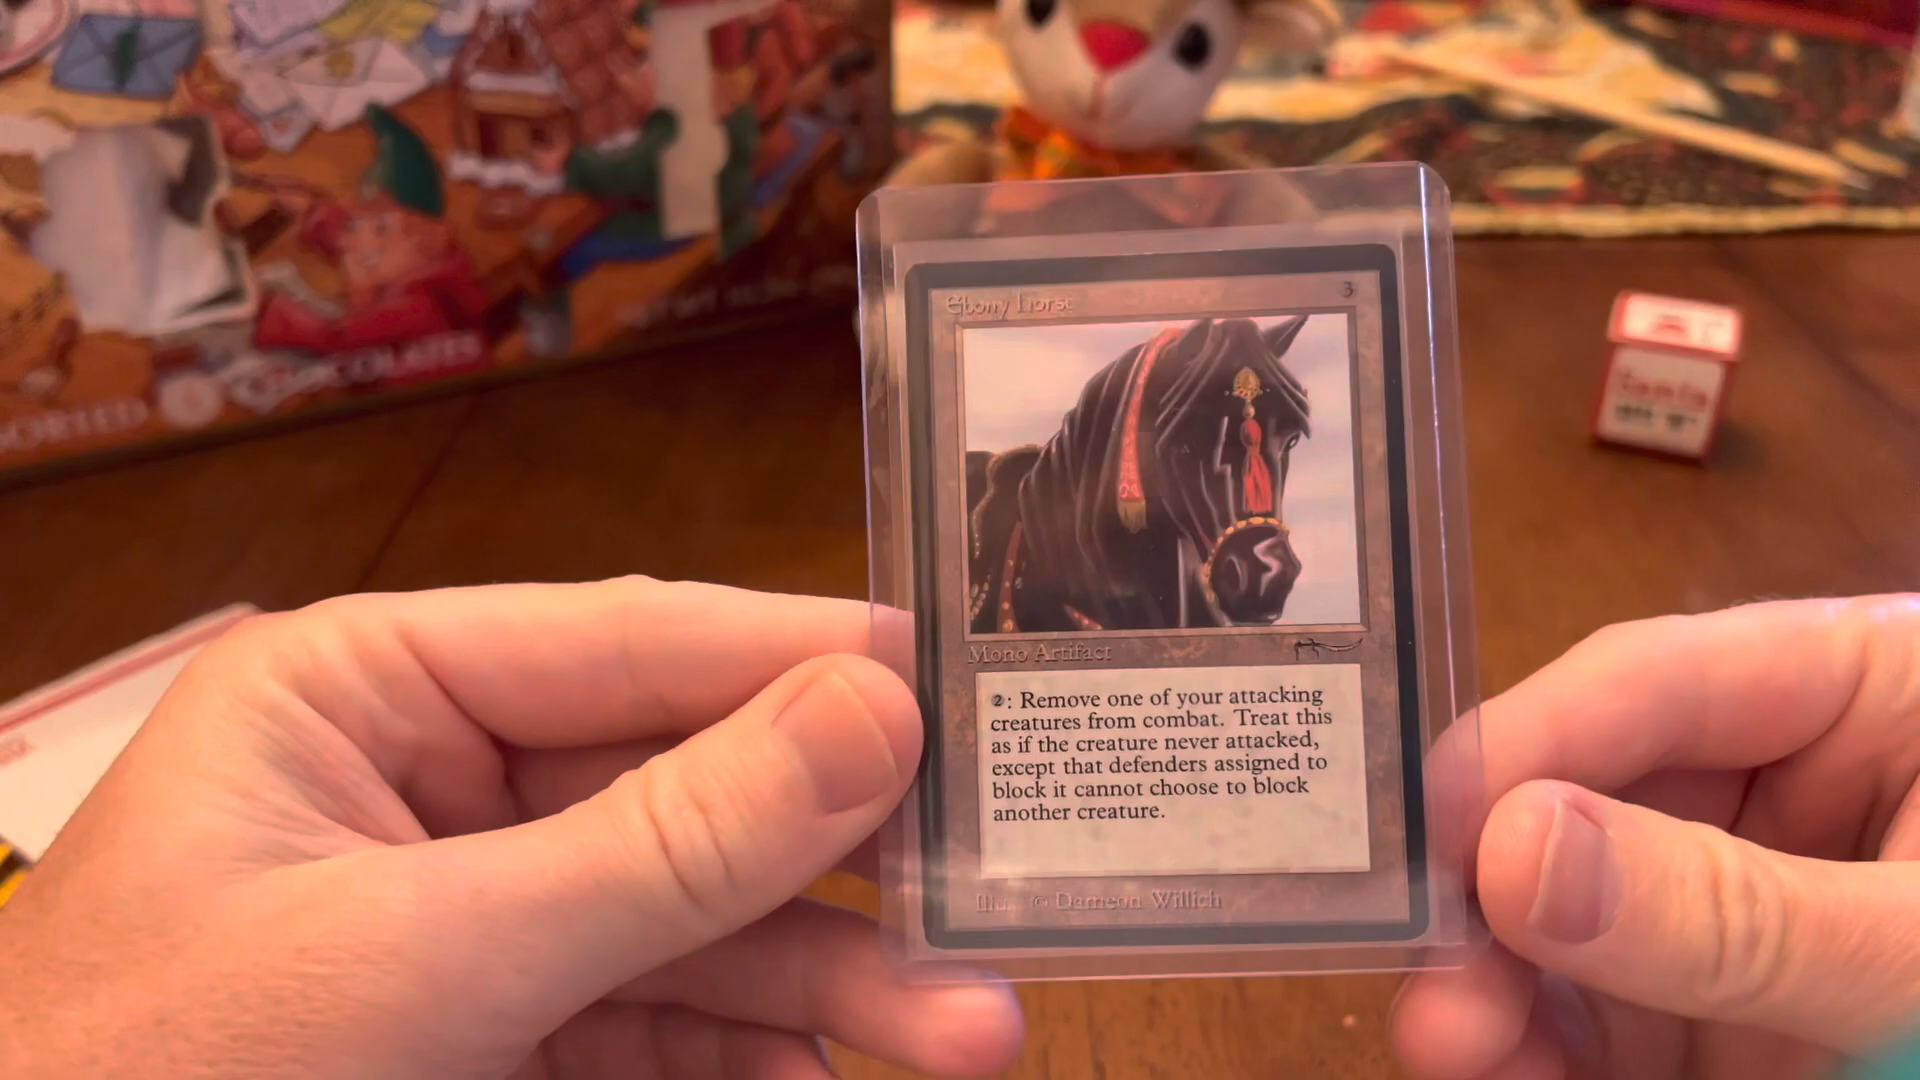 CHOCOLATES
Ebony Horse
3
Mono Artifact
2: Remove one of your attacking
creatures from combat. Treat this
as if the creature never attacked,
except that defenders assigned to
block it cannot choose to block
another creature.
Illus. © Dameon Willich